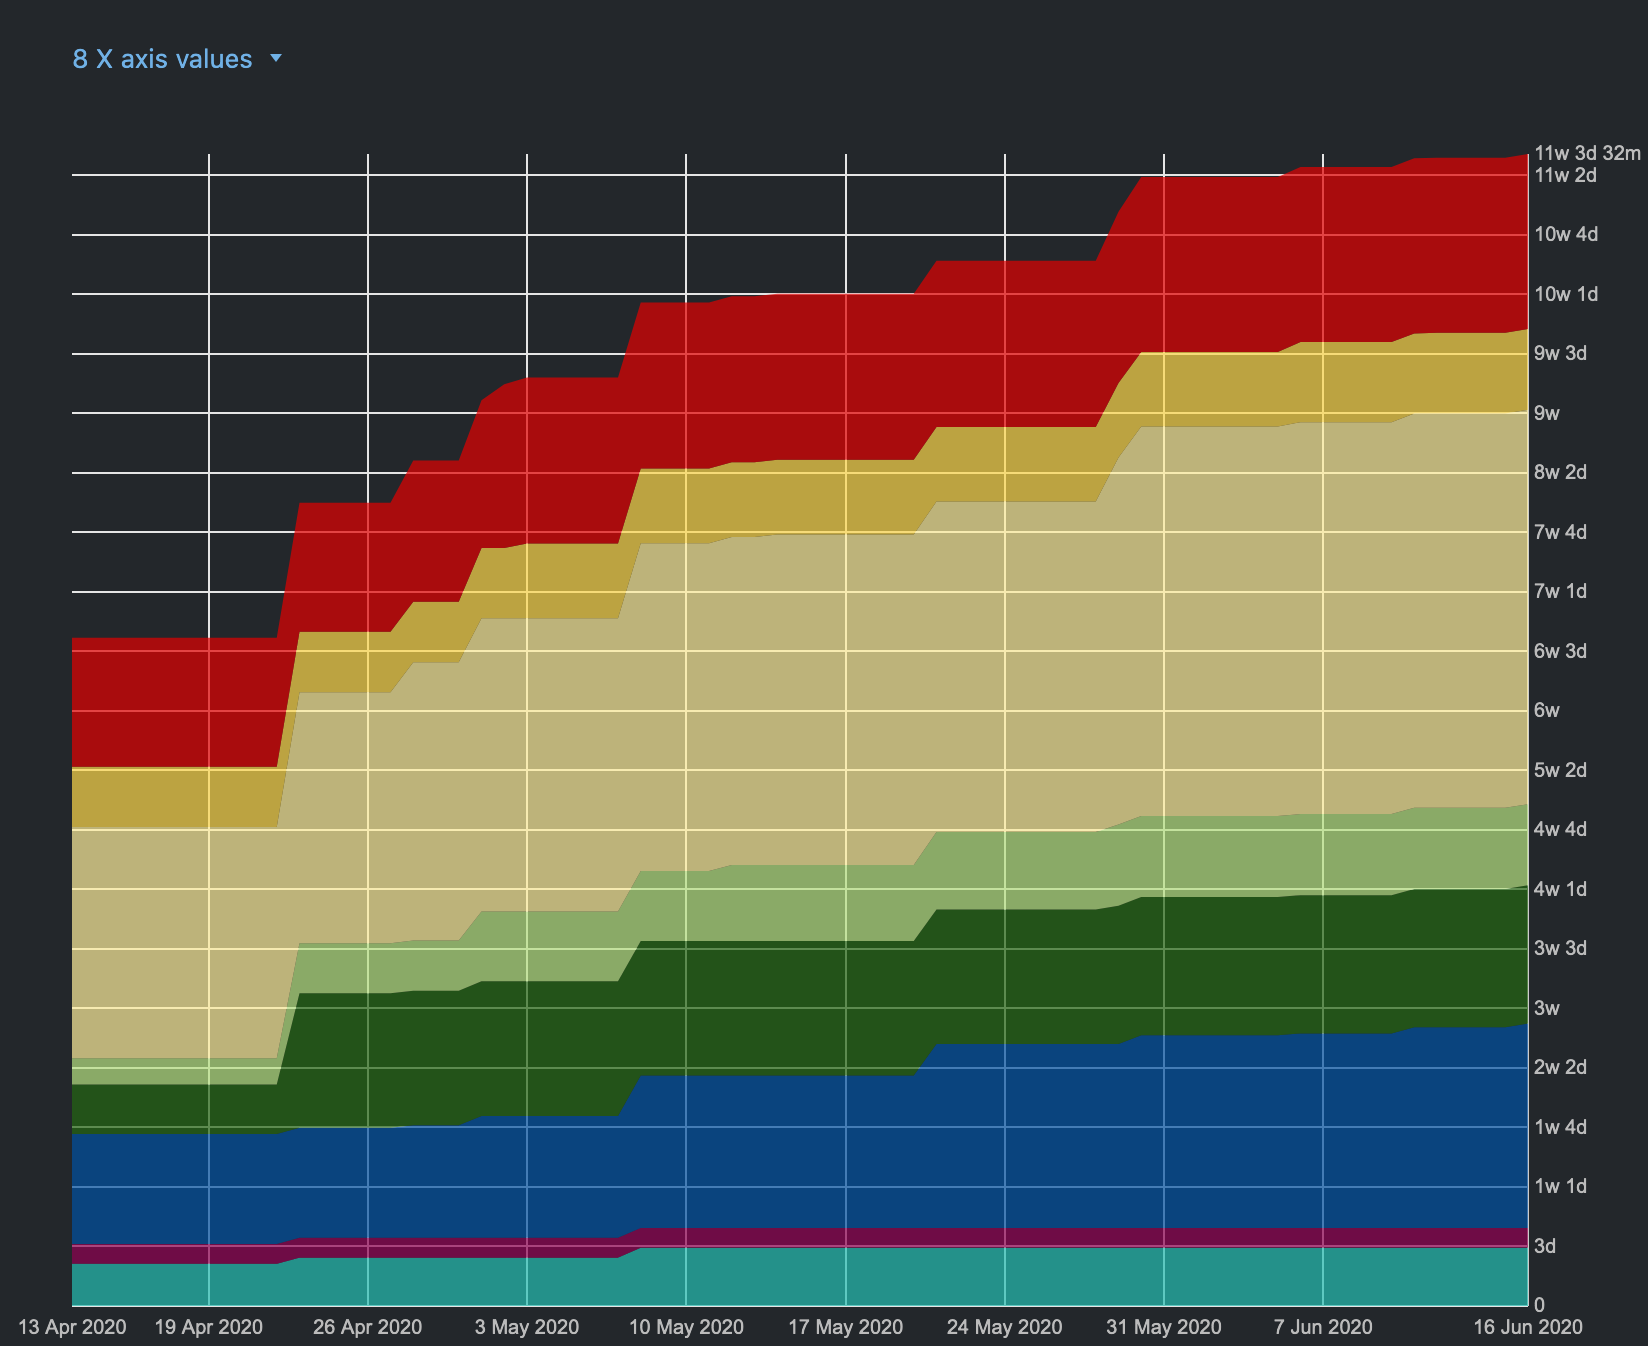 8 X axis values
11w 3d 32m
11w 2d
10w 4d
10w 1d
9w 3d
9w
8w 2d
7w 4d
7w 1d
6w 3d
6w
5w 2d
4w 4d
4w 1d
3w 3d
3w
2w 2d
1w 4d
1w 1d
3d
0
13 Apr 2020 19 Apr 2020 26 Apr 2020 3 May 2020 10 May 2020 17 May 2020 24 May 2020 31 May 2020 7 Jun 2020 16 Jun 2020